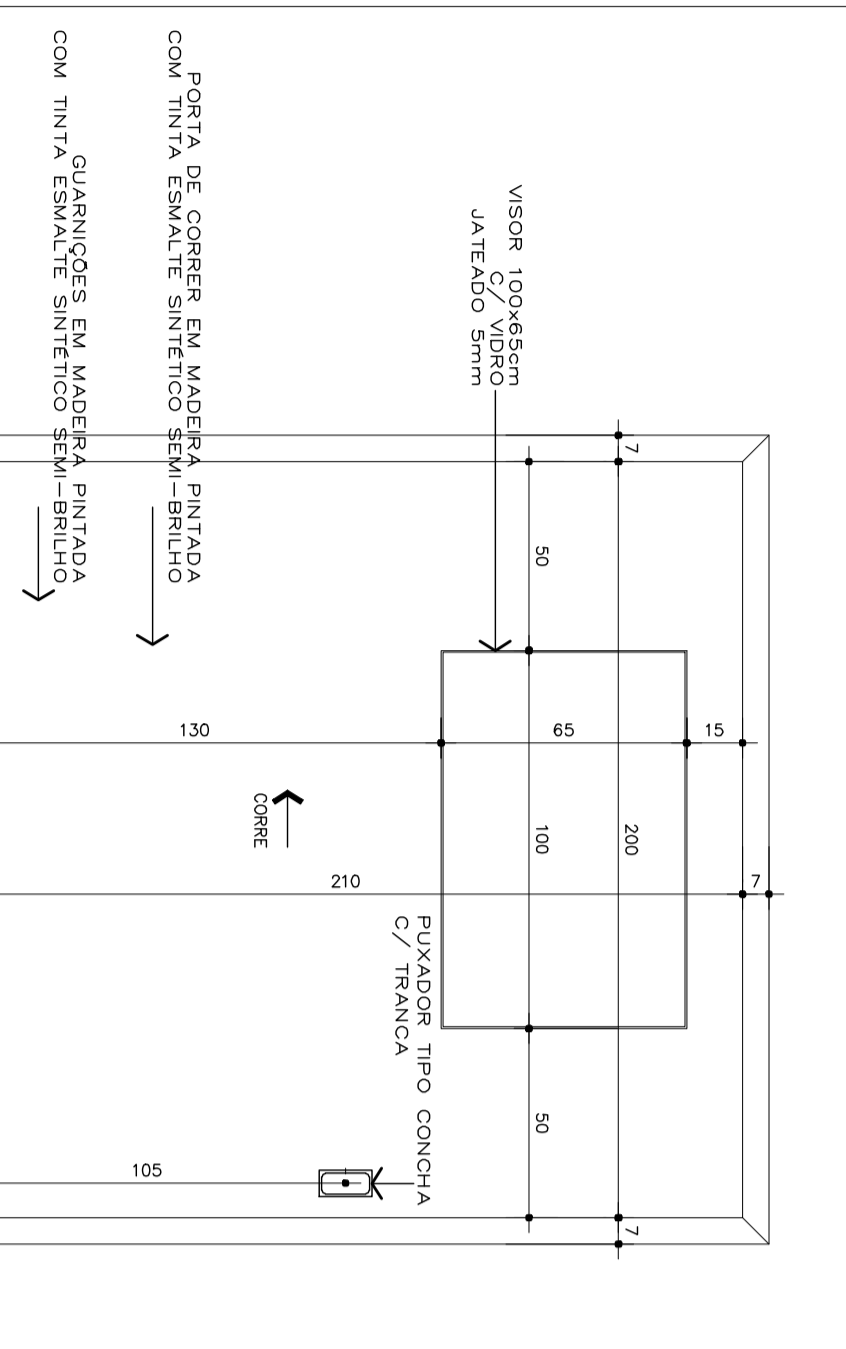 VISOR 100x65cm
C/ VIDRO
JATEADO 5mm
PORTA DE CORRER EM MADEIRA PINTADA
COM TINTA ESMALTE SINTÉTICO SEMI-BRILHO
GUARNIÇÕES EM MADEIRA PINTADA
COM TINTA ESMALTE SINTÉTICO SEMI-BRILHO
7
200
7
50
100
50
15
65
130
7
210
CORRE
PUXADOR TIPO CONCHA
C/ TRANCA
105